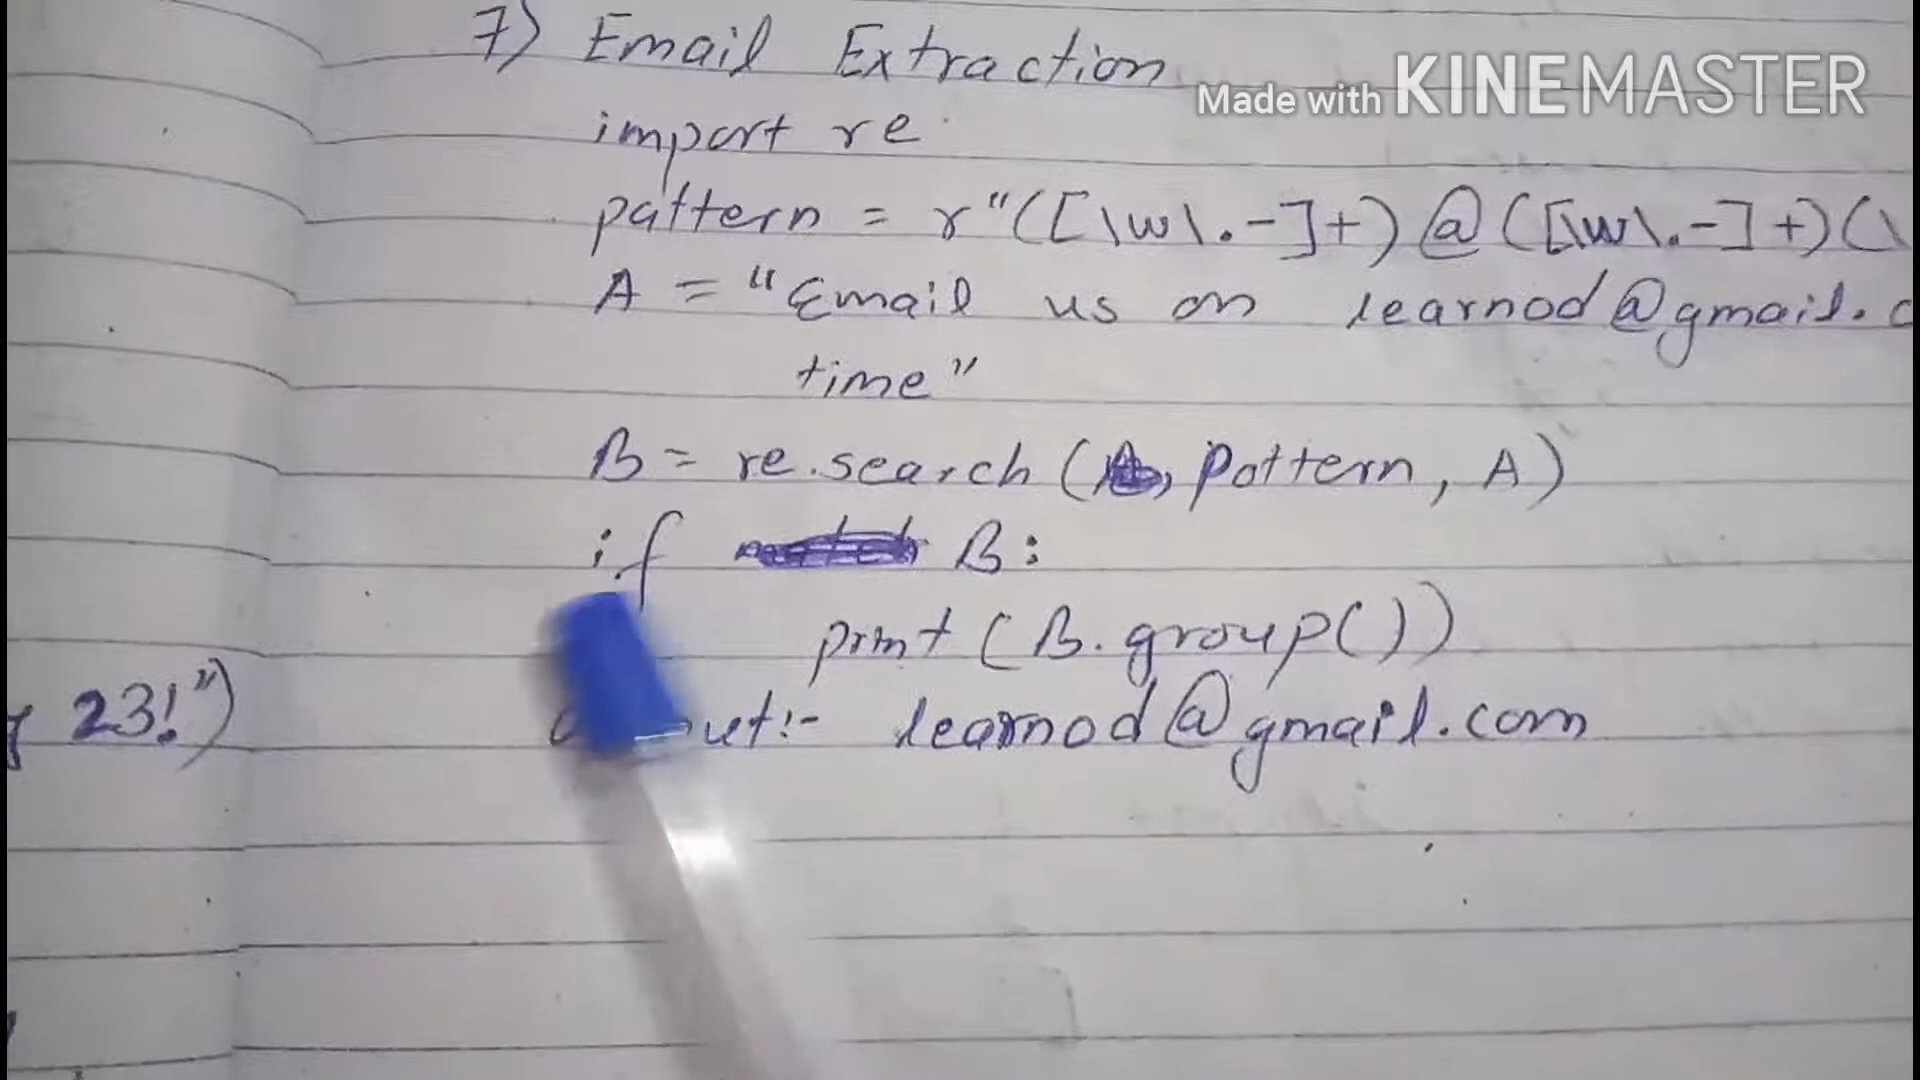 7) Email Extraction
Made with KINEMASTER
import re
pattern = r"([\w\.-]+)@([\w\.-]+)(\
A = "Email us on learnod@gmail.c
time"
B = re.search( pattern, A)
if B:
print (B.group())
23!")
learnod@gmail.com